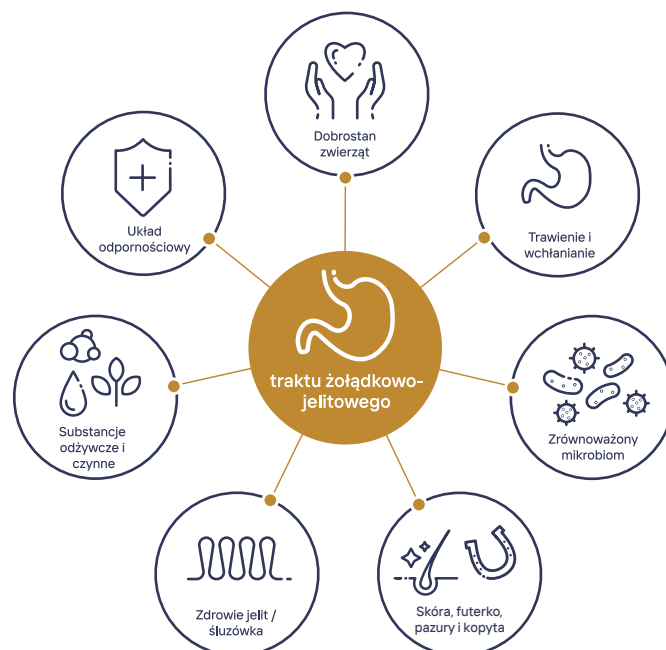 Dobrostan
zwierząt
Układ
odpornościowy
Trawienie i
wchłanianie
traktu żołądkowo-
jelitowego
Substancje
odżywcze i
czynne
Zrównoważony
mikrobiom
Zdrowie jelit /
śluzówka
Skóra, futerko,
pazury i kopyta